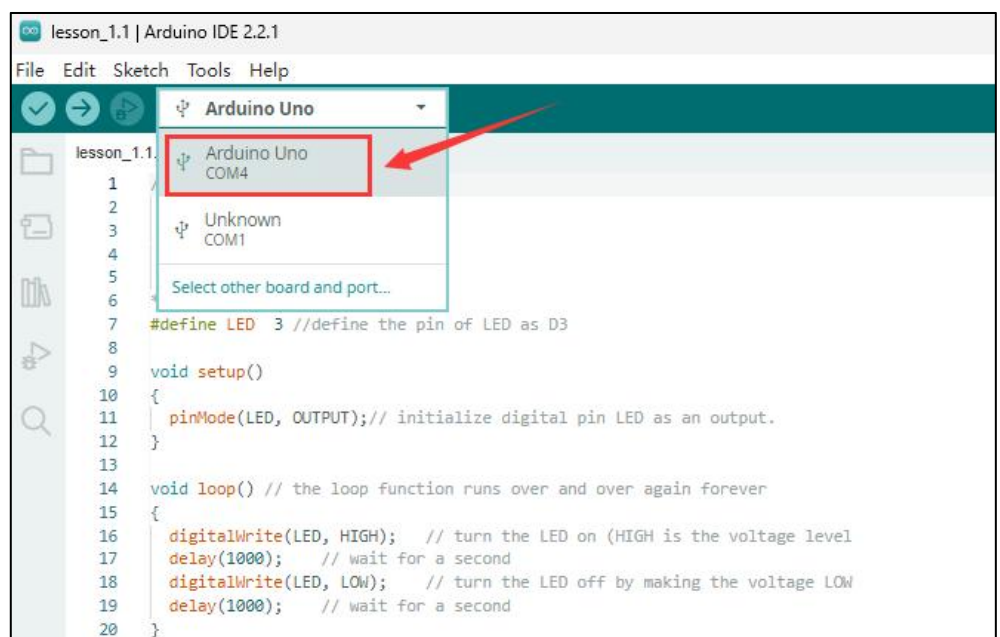 lesson_1.1 | Arduino IDE 2.2.1
File Edit Sketch Tools Help
Arduino Uno
lesson_1.1.
Arduino Uno
COM4
Unknown
COM1
Select other board and port...
1 /
2
3
4
5
6 *
7 #define LED  3 //define the pin of LED as D3
8
9 void setup()
10 {
11   pinMode(LED, OUTPUT);// initialize digital pin LED as an output.
12 }
13
14 void loop() // the loop function runs over and over again forever
15 {
16   digitalWrite(LED, HIGH);   // turn the LED on (HIGH is the voltage level
17   delay(1000);    // wait for a second
18   digitalWrite(LED, LOW);    // turn the LED off by making the voltage LOW
19   delay(1000);    // wait for a second
20 }